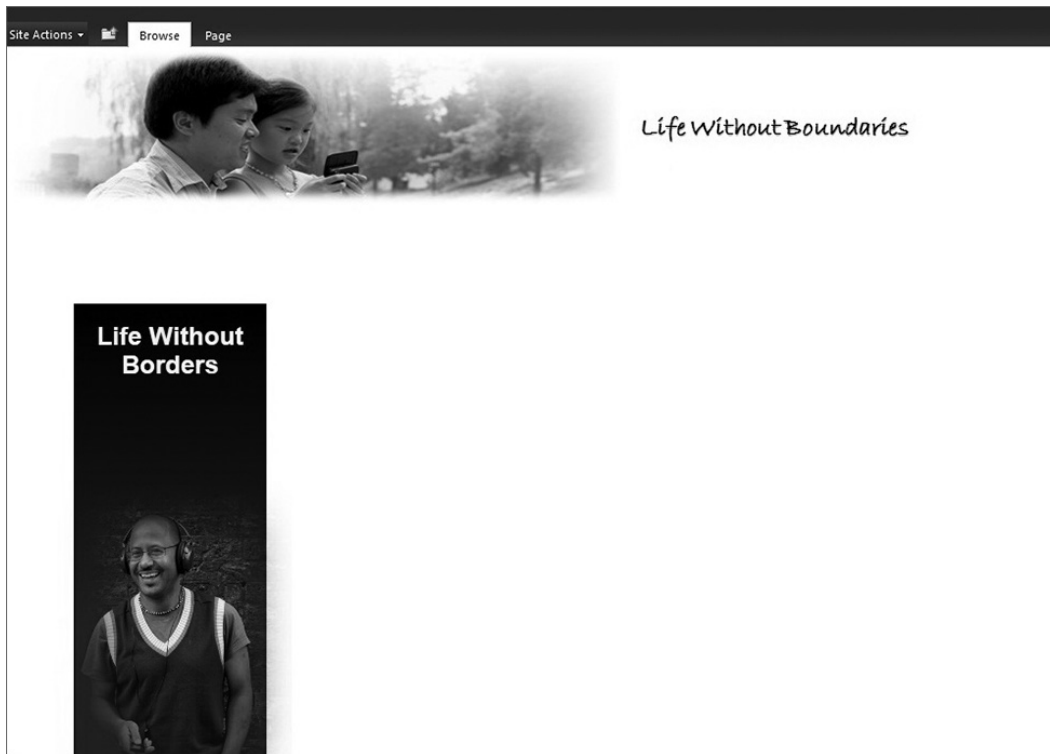 Site Actions
Browse
Page
Life Without Boundaries
Life Without
Borders